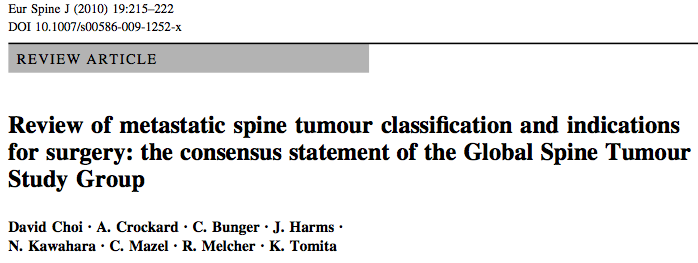 Eur Spine J (2010) 19:215–222
DOI 10.1007/s00586-009-1252-x
REVIEW ARTICLE
Review of metastatic spine tumour classification and indications
for surgery: the consensus statement of the Global Spine Tumour
Study Group
David Choi · A. Crockard · C. Bunger · J. Harms ·
N. Kawahara · C. Mazel · R. Melcher · K. Tomita